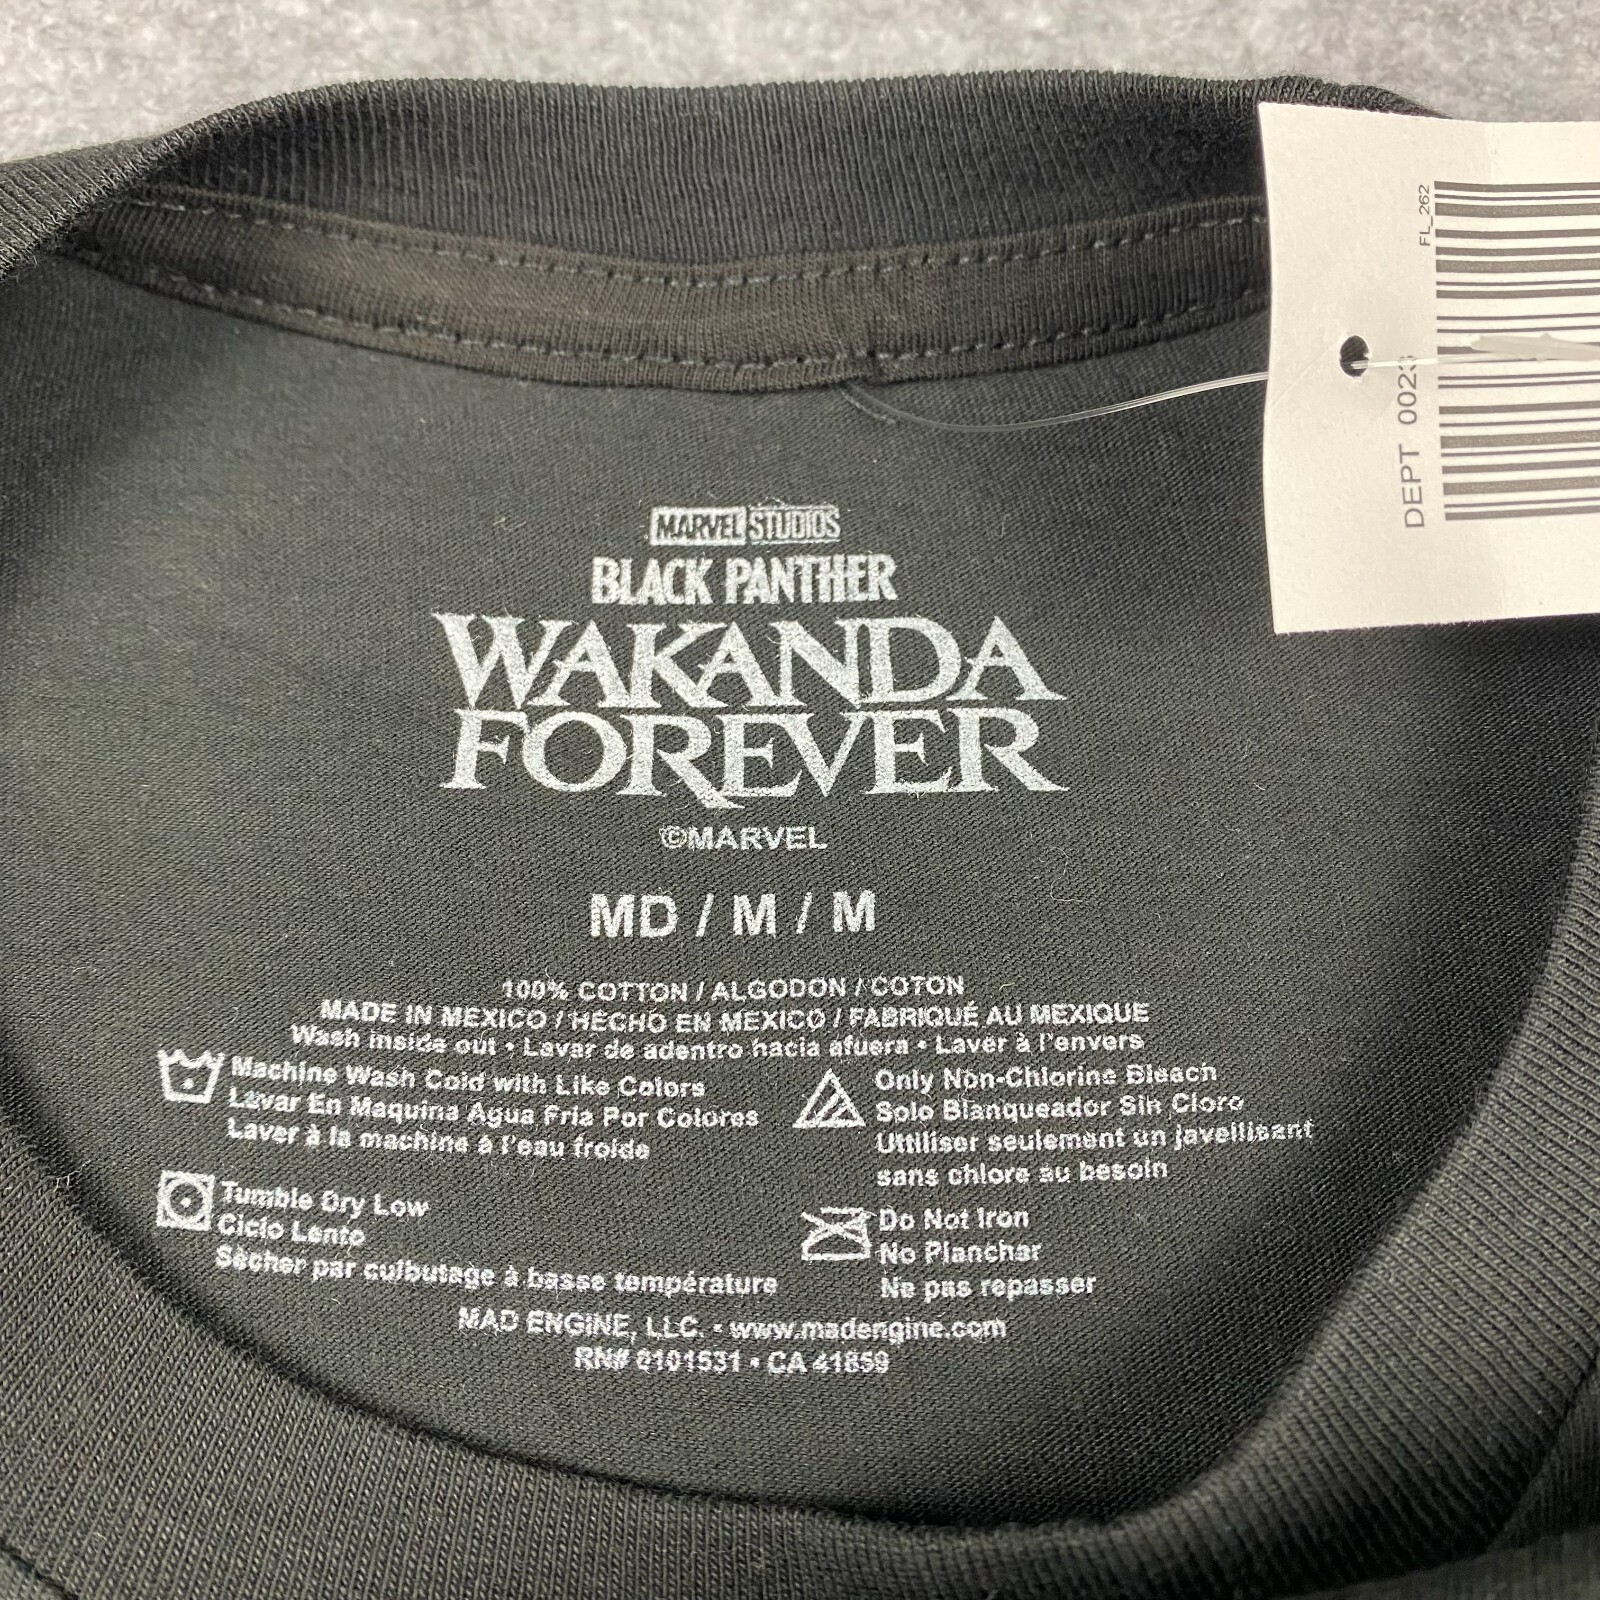 FL_262
DEPT 0023
MARVEL STUDIOS
BLACK PANTHER
WAKANDA
FOREVER
©MARVEL
MD / M / M
100% COTTON / ALGODON / COTON
MADE IN MEXICO / HECHO EN MEXICO / FABRIQUÉ AU MEXIQUE
Wash inside out • Lavar de adentro hacia afuera • Laver à l'envers
Machine Wash Cold with Like Colors
Lavar En Maquina Agua Fria Por Colores
Laver à la machine à l'eau froide
Only Non-Chlorine Bleach
Solo Blanqueador Sin Cloro
Uttiliser seulement un javellisant
sans chlore au besoin
Tumble Dry Low
Ciclo Lento
Sècher par culbutage à basse température
Do Not Iron
No Planchar
Ne pas repasser
MAD ENGINE, LLC. • www.madengine.com
RN# 0101531 • CA 41859